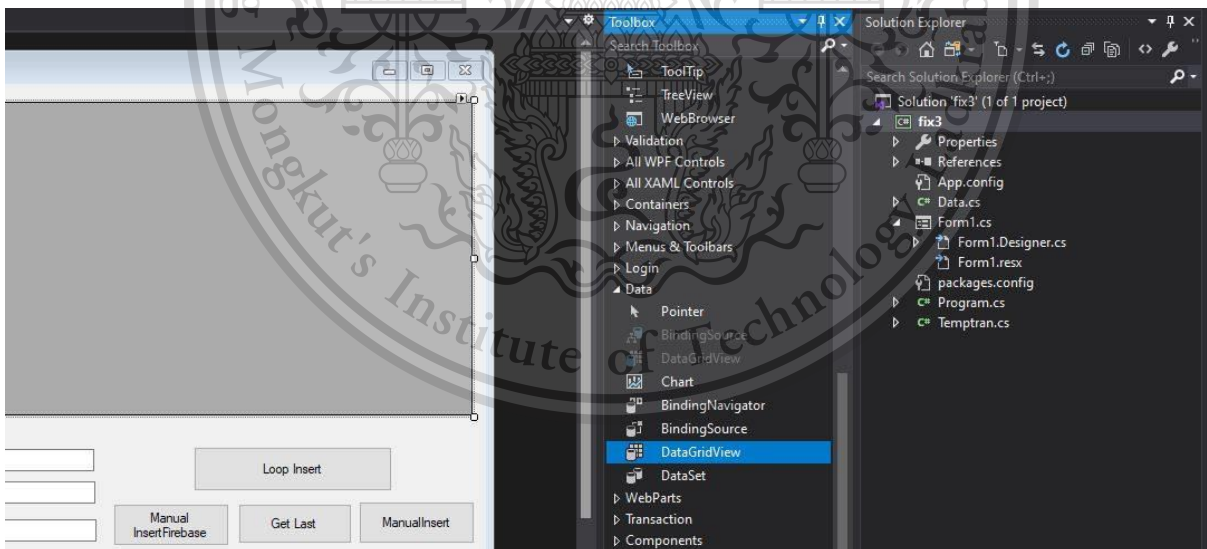 Toolbox
Search Toolbox
ToolTip
TreeView
WebBrowser
Validation
All WPF Controls
All XAML Controls
Containers
Navigation
Menus & Toolbars
Login
Data
Pointer
BindingSource
DataGridView
Chart
BindingNavigator
BindingSource
DataGridView
DataSet
WebParts
Transaction
Components
Solution Explorer
Search Solution Explorer (Ctrl+;)
Solution 'fix3' (1 of 1 project)
C# fix3
Properties
References
App.config
C# Data.cs
Form1.cs
Form1.Designer.cs
Form1.resx
packages.config
C# Program.cs
C# Temptran.cs
Loop Insert
Manual
InsertFirebase
Get Last
ManualInsert
Mongkut's Institute of Technology